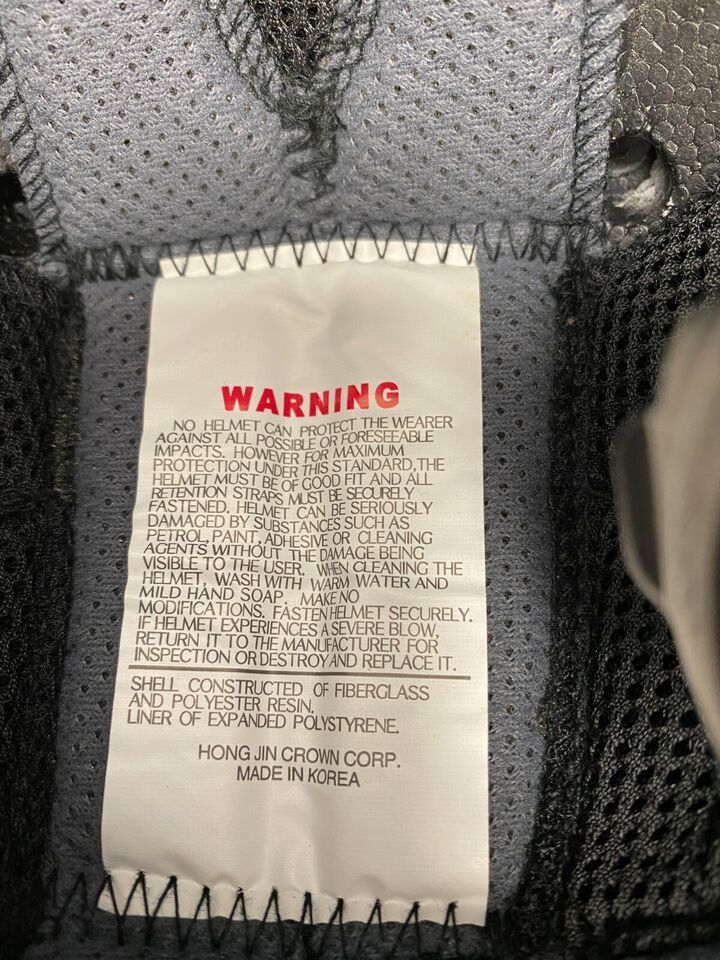 WARNING
NO HELMET CAN PROTECT THE WEARER
AGAINST ALL POSSIBLE OR FORESEEABLE
IMPACTS. HOWEVER FOR MAXIMUM
PROTECTION UNDER THIS STANDARD, THE
HELMET MUST BE OF GOOD FIT AND ALL
RETENTION STRAPS MUST BE SECURELY
FASTENED. HELMET CAN BE SERIOUSLY
DAMAGED BY SUBSTANCES SUCH AS
PETROL, PAINT, ADHESIVE OR CLEANING
AGENTS WITHOUT THE DAMAGE BEING
VISIBLE TO THE USER. WHEN CLEANING THE
HELMET, WASH WITH WARM WATER AND
MILD HAND SOAP. MAKE NO
MODIFICATIONS. FASTEN HELMET SECURELY.
IF HELMET EXPERIENCES A SEVERE BLOW,
RETURN IT TO THE MANUFACTURER FOR
INSPECTION OR DESTROY AND REPLACE IT.
SHELL CONSTRUCTED OF FIBERGLASS
AND POLYESTER RESIN.
LINER OF EXPANDED POLYSTYRENE.
HONG JIN CROWN CORP.
MADE IN KOREA